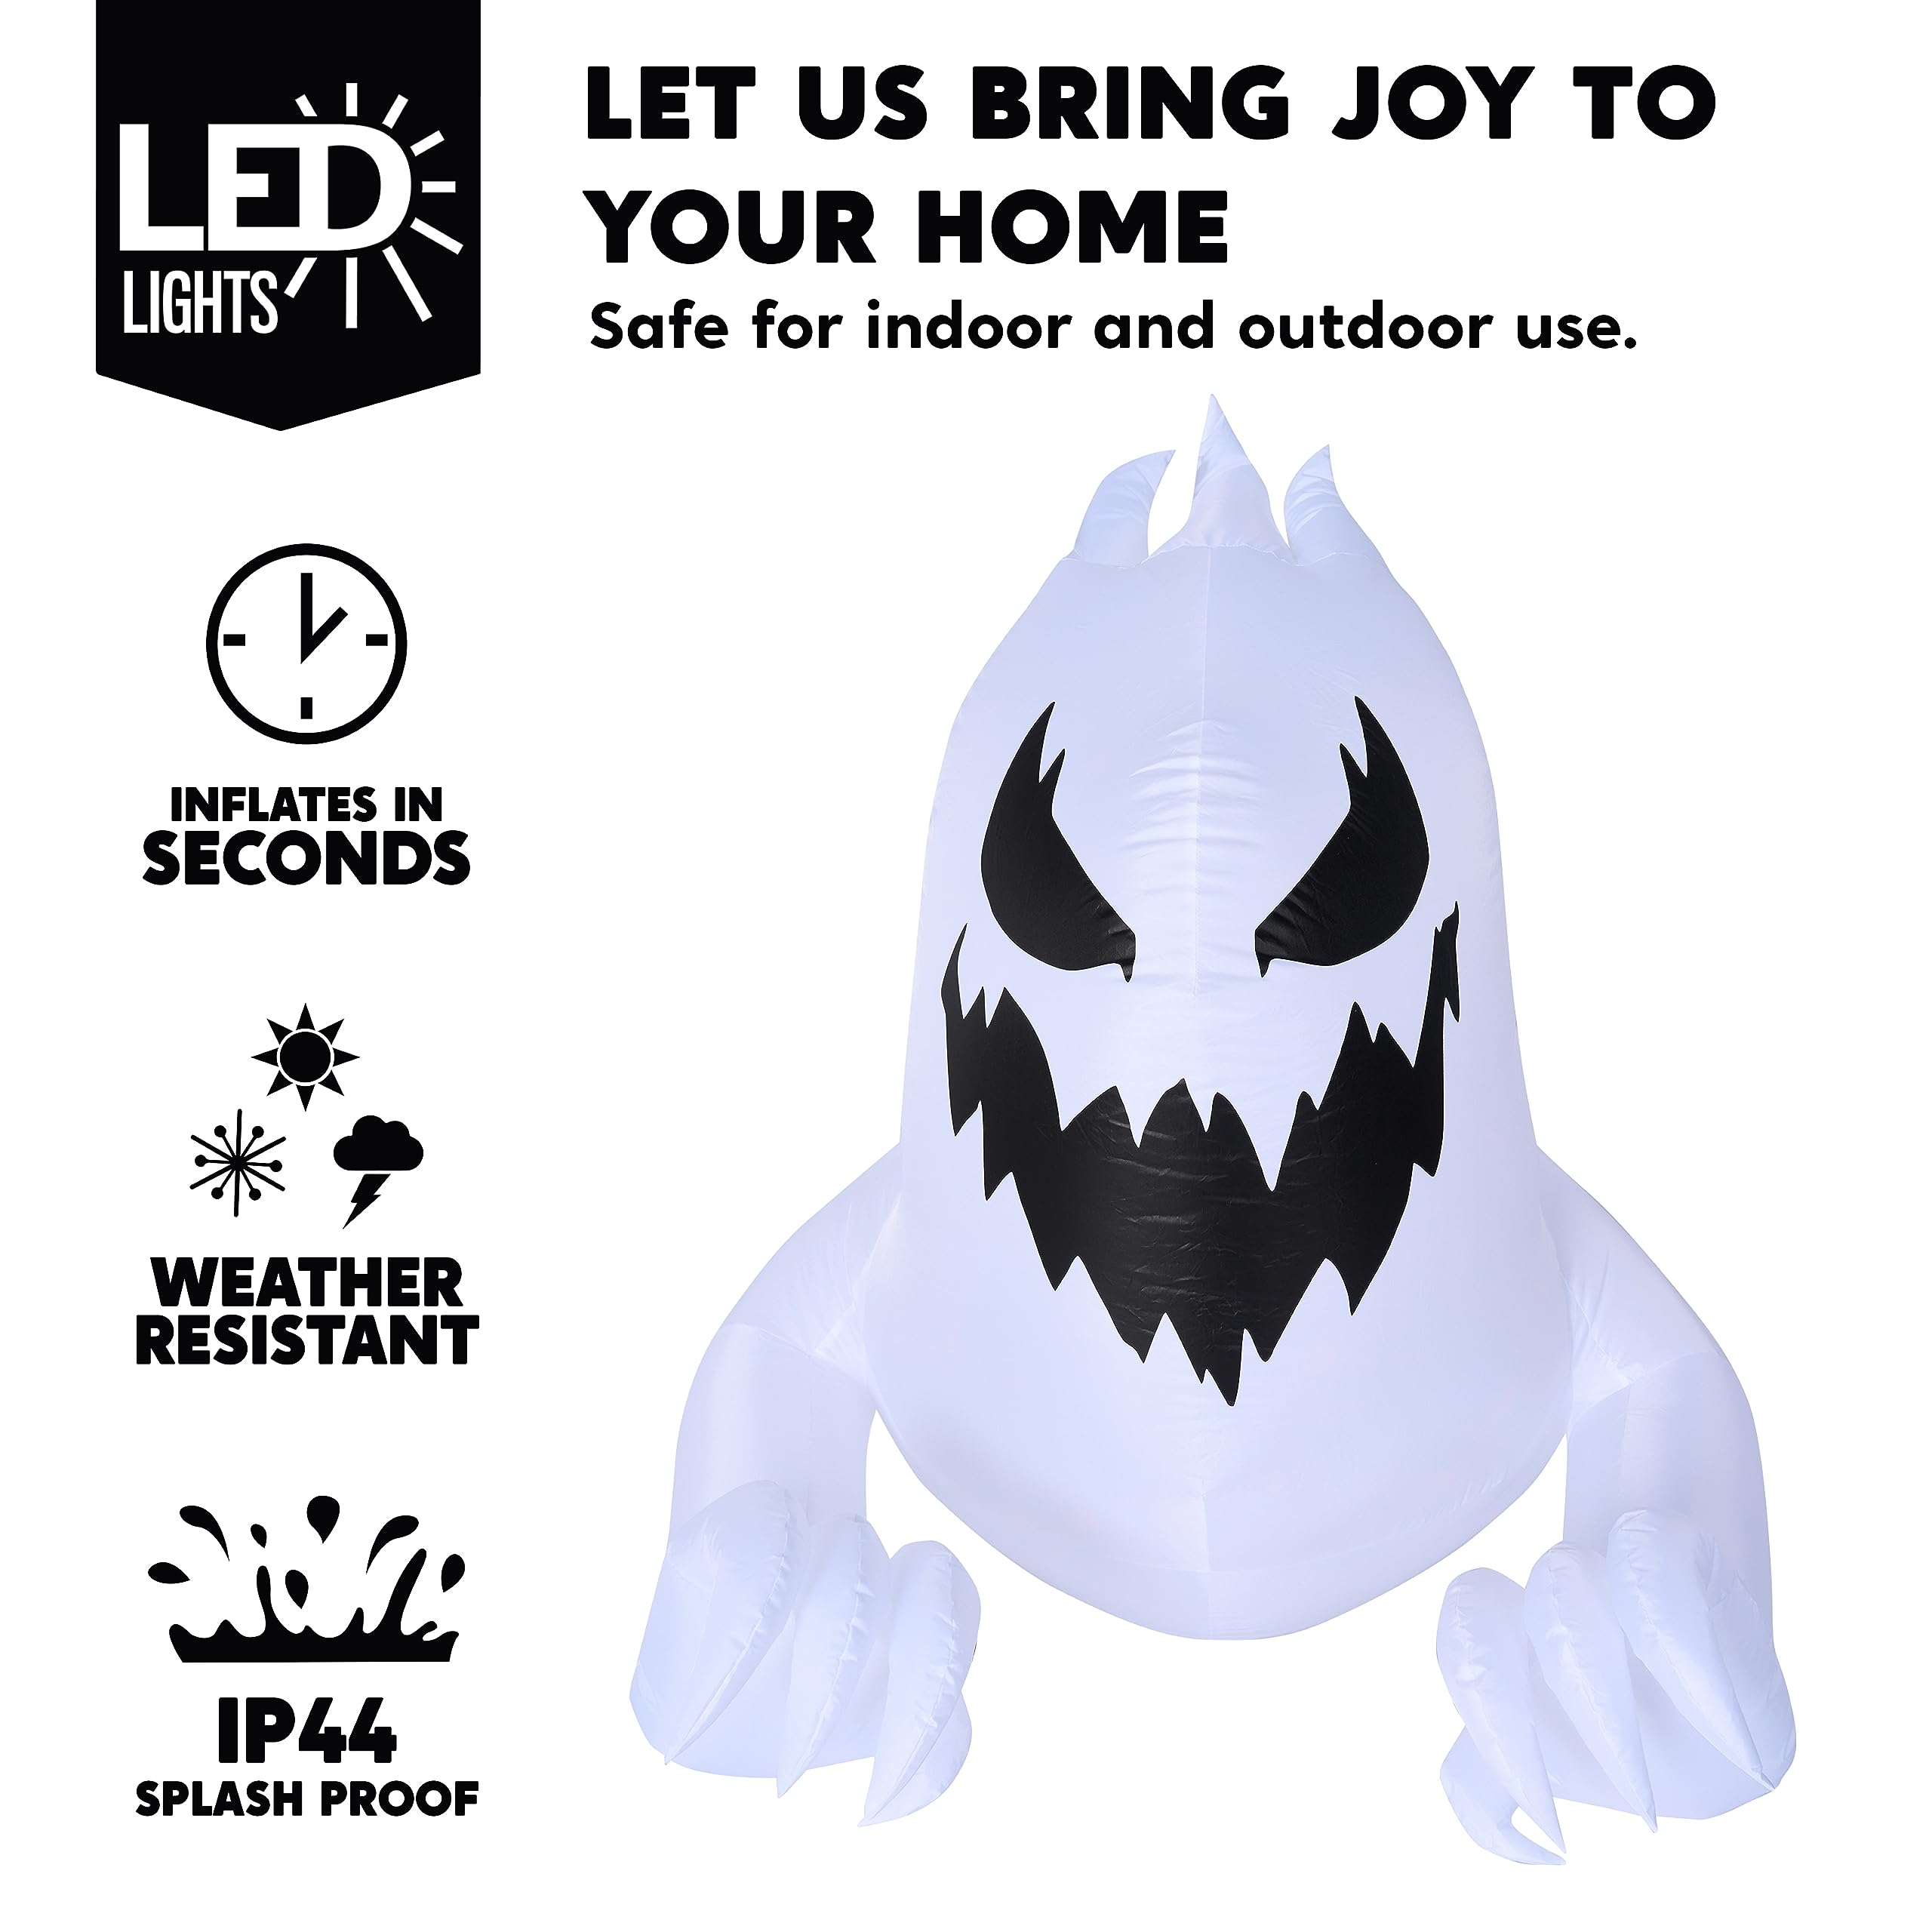 LED
LIGHTS
LET US BRING JOY TO
YOUR HOME
Safe for indoor and outdoor use.
INFLATES IN
SECONDS
WEATHER
RESISTANT
IP44
SPLASH PROOF